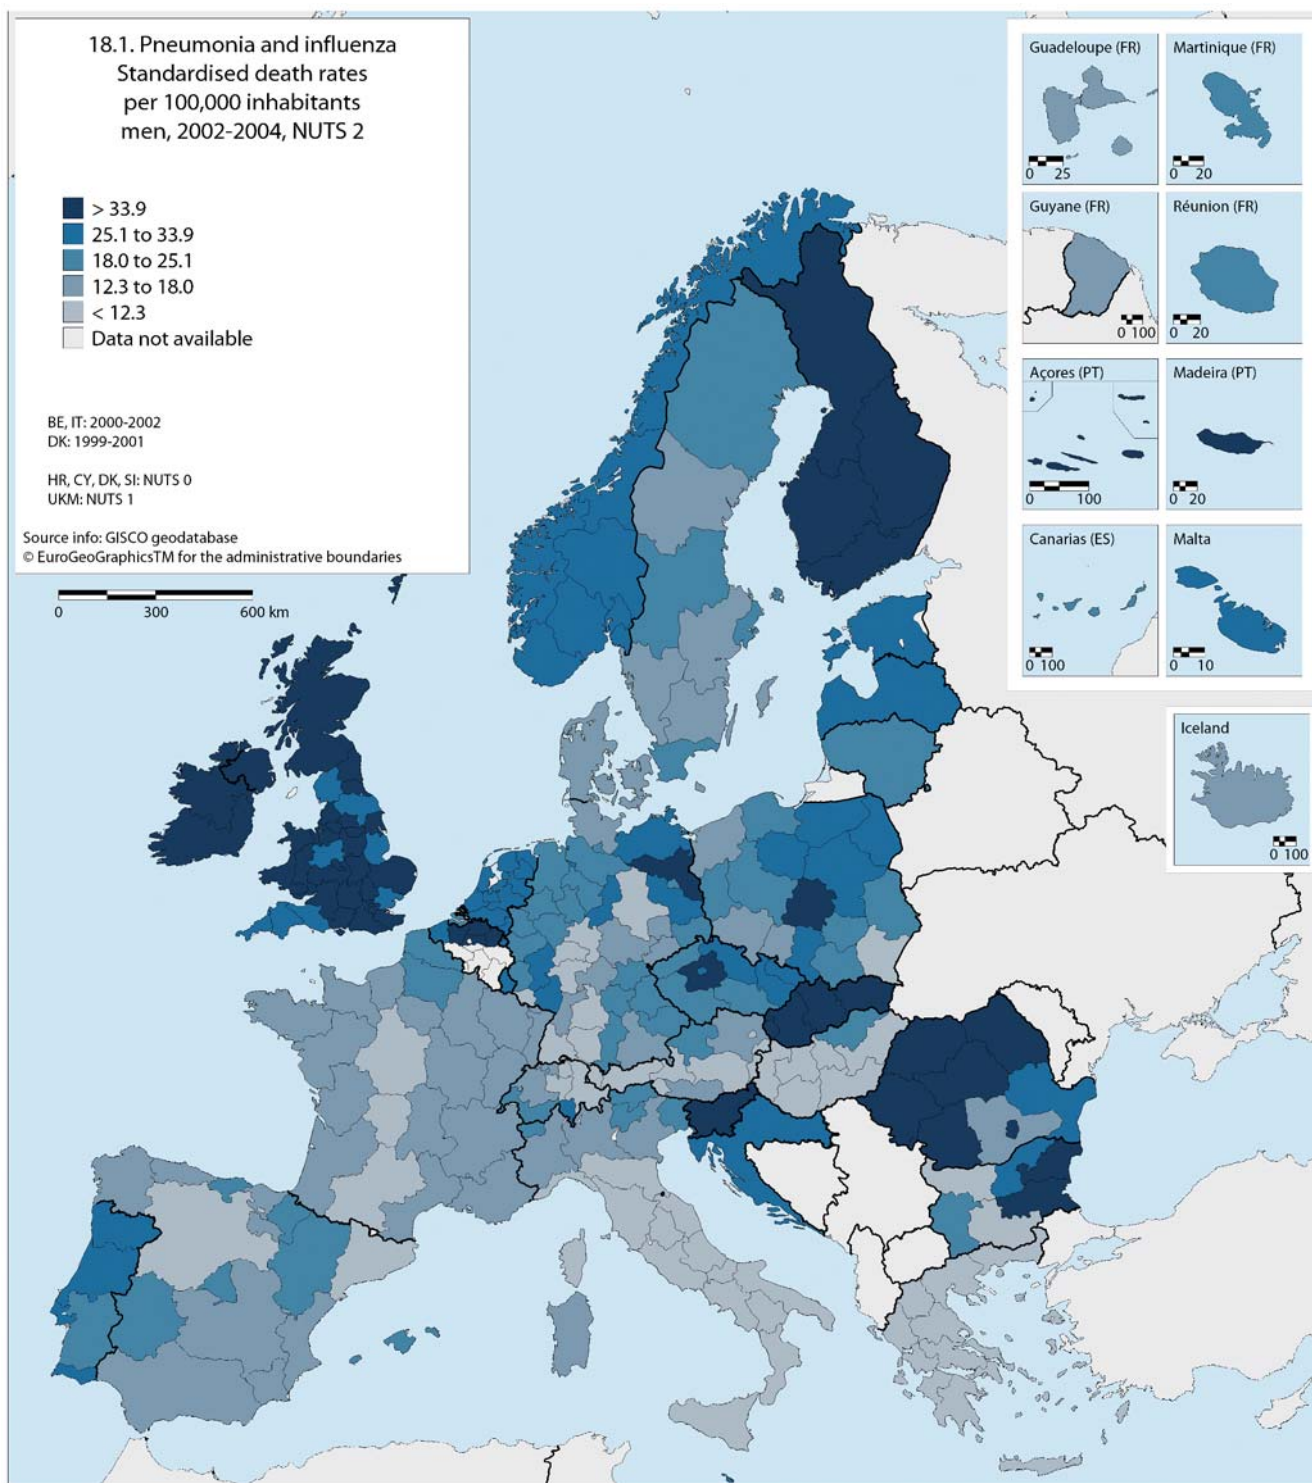 18.1. Pneumonia and influenza
Standardised death rates
per 100,000 inhabitants
men, 2002-2004, NUTS 2
> 33.9
25.1 to 33.9
18.0 to 25.1
12.3 to 18.0
< 12.3
Data not available
BE, IT: 2000-2002
DK: 1999-2001
HR, CY, DK, SI: NUTS 0
UKM: NUTS 1
Source info: GISCO geodatabase
© EuroGeoGraphicsTM for the administrative boundaries
0 300 600 km
Guadeloupe (FR)
0 25
Martinique (FR)
0 20
Guyane (FR)
0 100
Réunion (FR)
0 20
Açores (PT)
0 100
Madeira (PT)
0 20
Canarias (ES)
0 100
Malta
0 10
Iceland
0 100